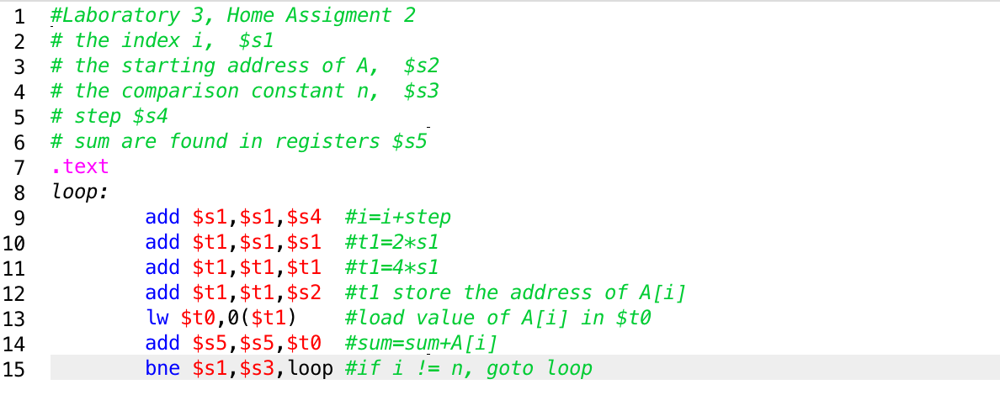 1 #Laboratory 3, Home Assigment 2
2 # the index i,  $s1
3 # the starting address of A,  $s2
4 # the comparison constant n,  $s3
5 # step $s4
6 # sum are found in registers $s5
7 .text
8 loop:
9         add $s1,$s1,$s4  #i=i+step
10         add $t1,$s1,$s1  #t1=2*s1
11         add $t1,$t1,$t1  #t1=4*s1
12         add $t1,$t1,$s2  #t1 store the address of A[i]
13         lw $t0,0($t1)    #load value of A[i] in $t0
14         add $s5,$s5,$t0  #sum=sum+A[i]
15         bne $s1,$s3,loop #if i != n, goto loop